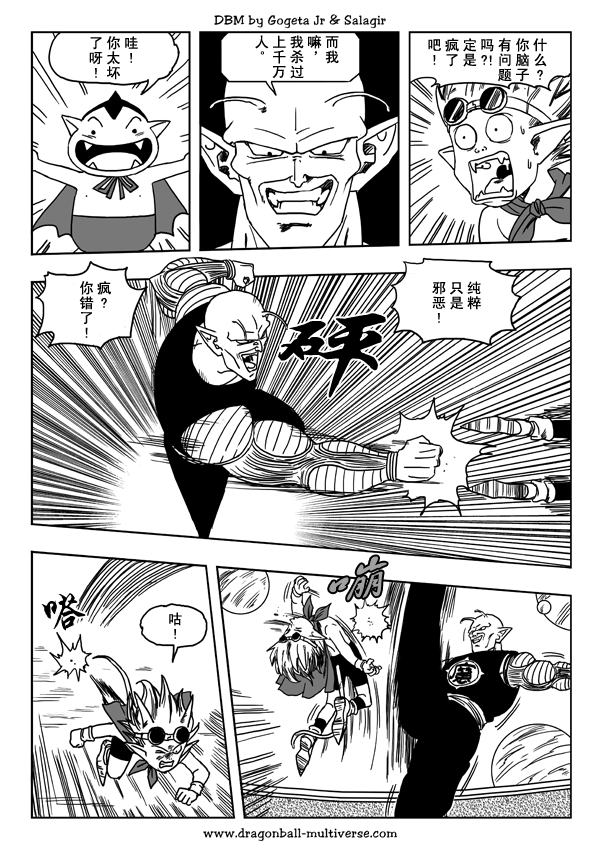 DBM by Gogeta Jr & Salagir
什么?
你脑子
有问题
吗?!你
一定是
疯了
吧!
而我
嘛,
我杀过
上千万
人。
哇!
你太坏
了呀!
纯粹
只是
邪恶!
砰
疯?
你错了!
嘣
咕!
嗒
www.dragonball-multiverse.com